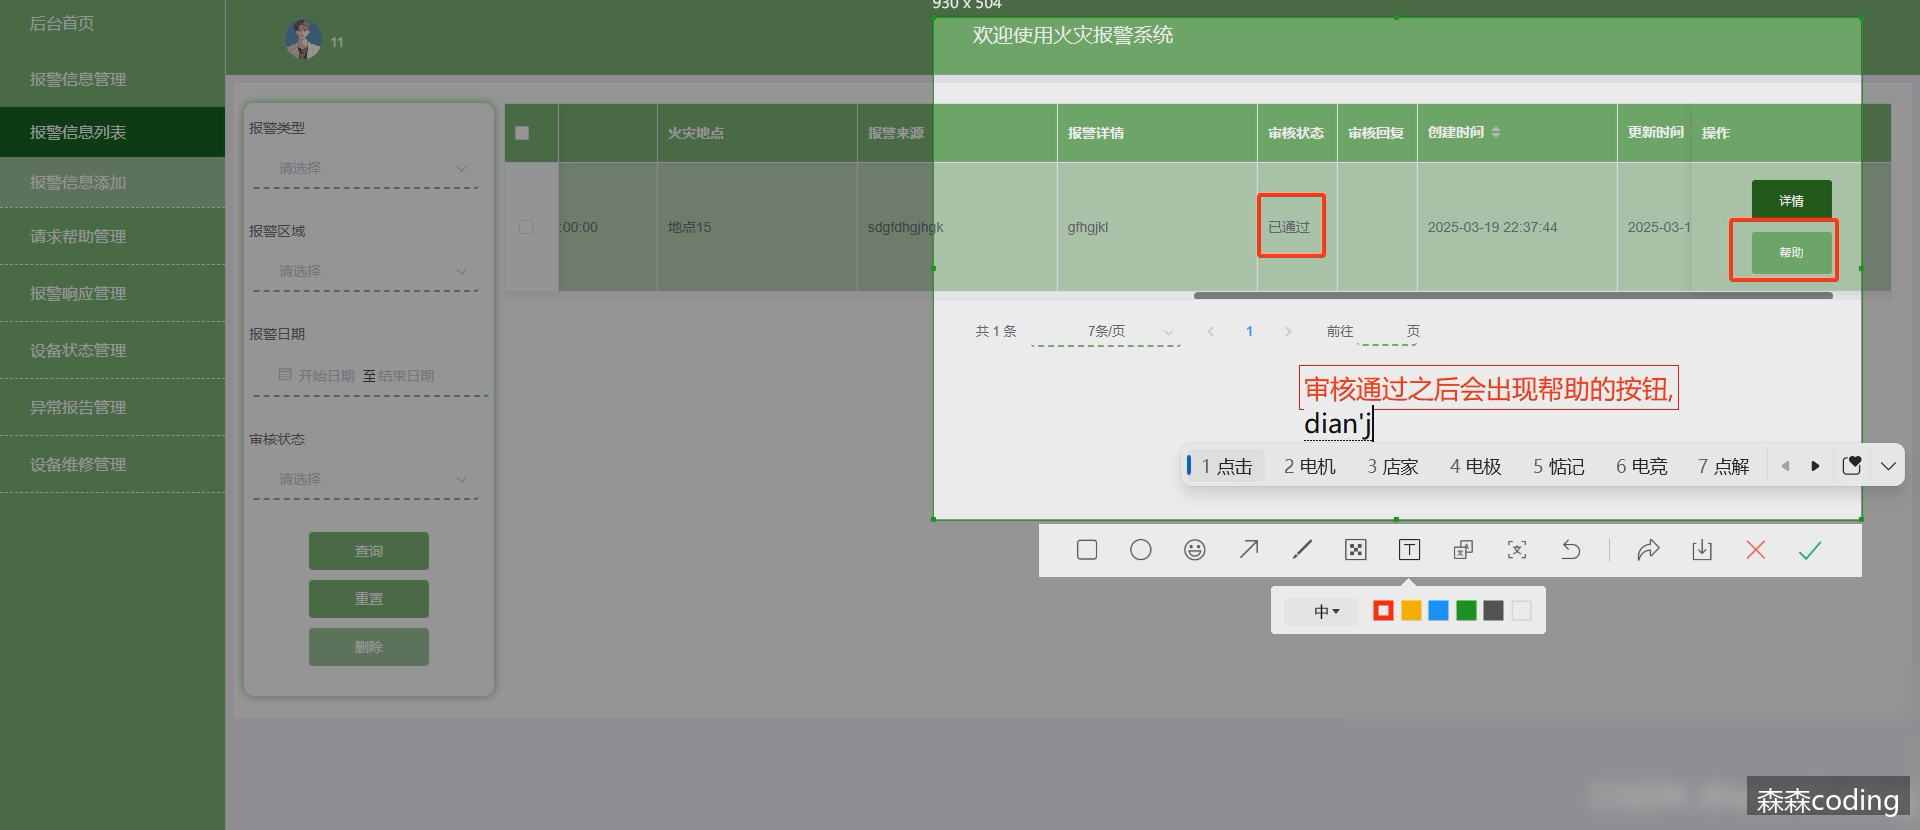 930 x 504
后台首页
报警信息管理
报警信息列表
报警信息添加
请求帮助管理
报警响应管理
设备状态管理
异常报告管理
设备维修管理
11
欢迎使用火灾报警系统
报警类型
请选择
报警区域
请选择
报警日期
开始日期 至 结束日期
审核状态
请选择
查询
重置
删除
火灾地点 报警来源 报警详情 审核状态 审核回复 创建时间 更新时间 操作
:00:00 地点15 sdgfdhgjhgk gfhgjkl 已通过 2025-03-19 22:37:44 2025-03-1 详情
帮助
共 1 条 7条/页 1 前往 页
审核通过之后会出现帮助的按钮,
dian'j
1 点击 2 电机 3 店家 4 电极 5 惦记 6 电竞 7 点解
中
森森coding